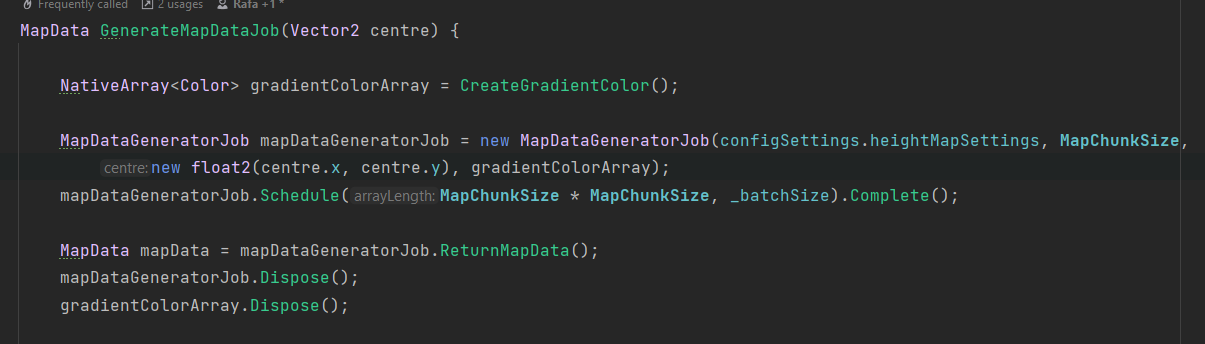 Frequently called 2 usages Rafa +1 *
MapData GenerateMapDataJob(Vector2 centre) {
NativeArray<Color> gradientColorArray = CreateGradientColor();
MapDataGeneratorJob mapDataGeneratorJob = new MapDataGeneratorJob(configSettings.heightMapSettings, MapChunkSize,
centre: new float2(centre.x, centre.y), gradientColorArray);
mapDataGeneratorJob.Schedule( arrayLength: MapChunkSize * MapChunkSize, _batchSize).Complete();
MapData mapData = mapDataGeneratorJob.ReturnMapData();
mapDataGeneratorJob.Dispose();
gradientColorArray.Dispose();